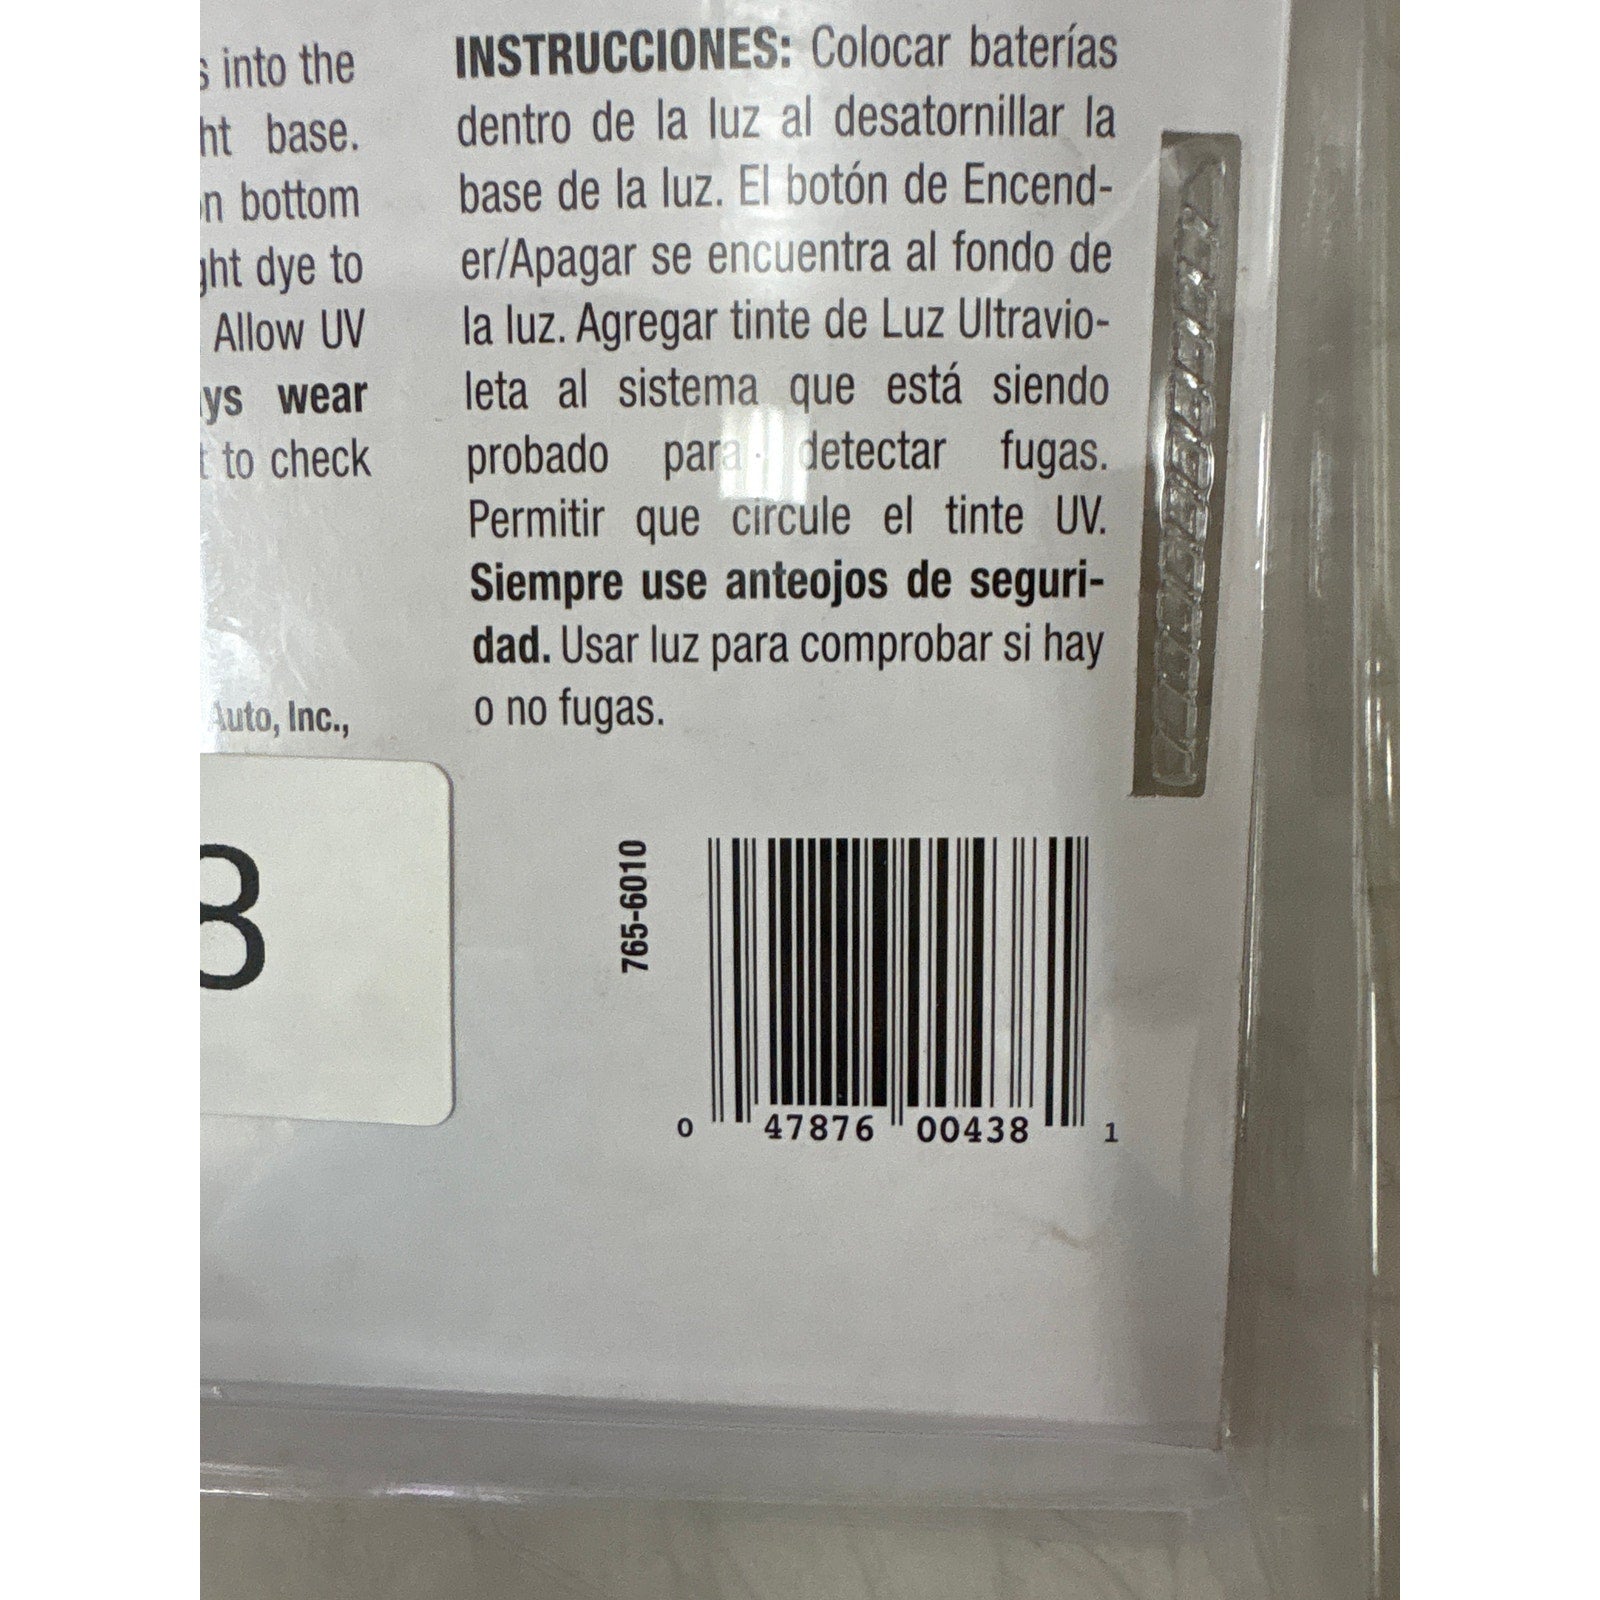 into the
base.
bottom
dye to
Allow UV
wear
to check
Auto, Inc.,
INSTRUCCIONES: Colocar baterías
dentro de la luz al desatornillar la
base de la luz. El botón de Encend-
er/Apagar se encuentra al fondo de
la luz. Agregar tinte de Luz Ultravio-
leta al sistema que está siendo
probado para detectar fugas.
Permitir que circule el tinte UV.
Siempre use anteojos de seguri-
dad. Usar luz para comprobar si hay
o no fugas.
8
765-6010
0 47876 00438 1